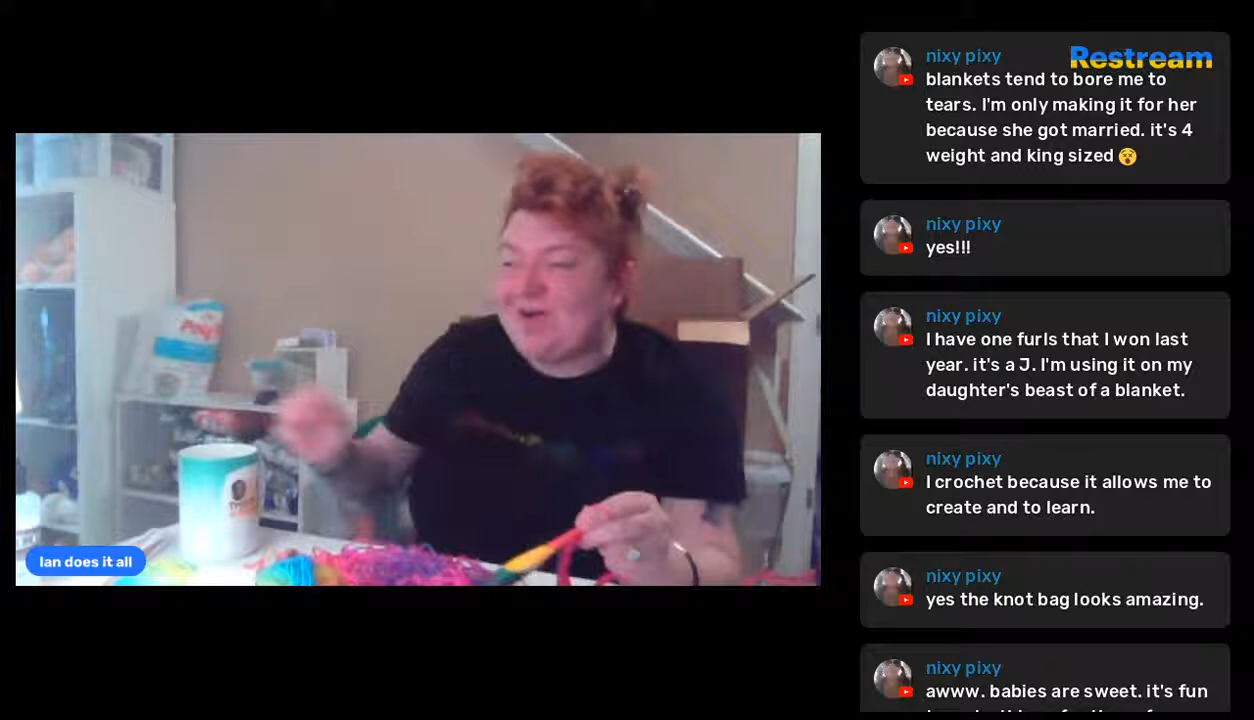 Restream
nixy pixy
blankets tend to bore me to
tears. I'm only making it for her
because she got married. it's 4
weight and king sized 😵
nixy pixy
yes!!!
nixy pixy
I have one furls that I won last
year. it's a J. I'm using it on my
daughter's beast of a blanket.
nixy pixy
I crochet because it allows me to
create and to learn.
nixy pixy
yes the knot bag looks amazing.
nixy pixy
awww. babies are sweet. it's fun
Ian does it all